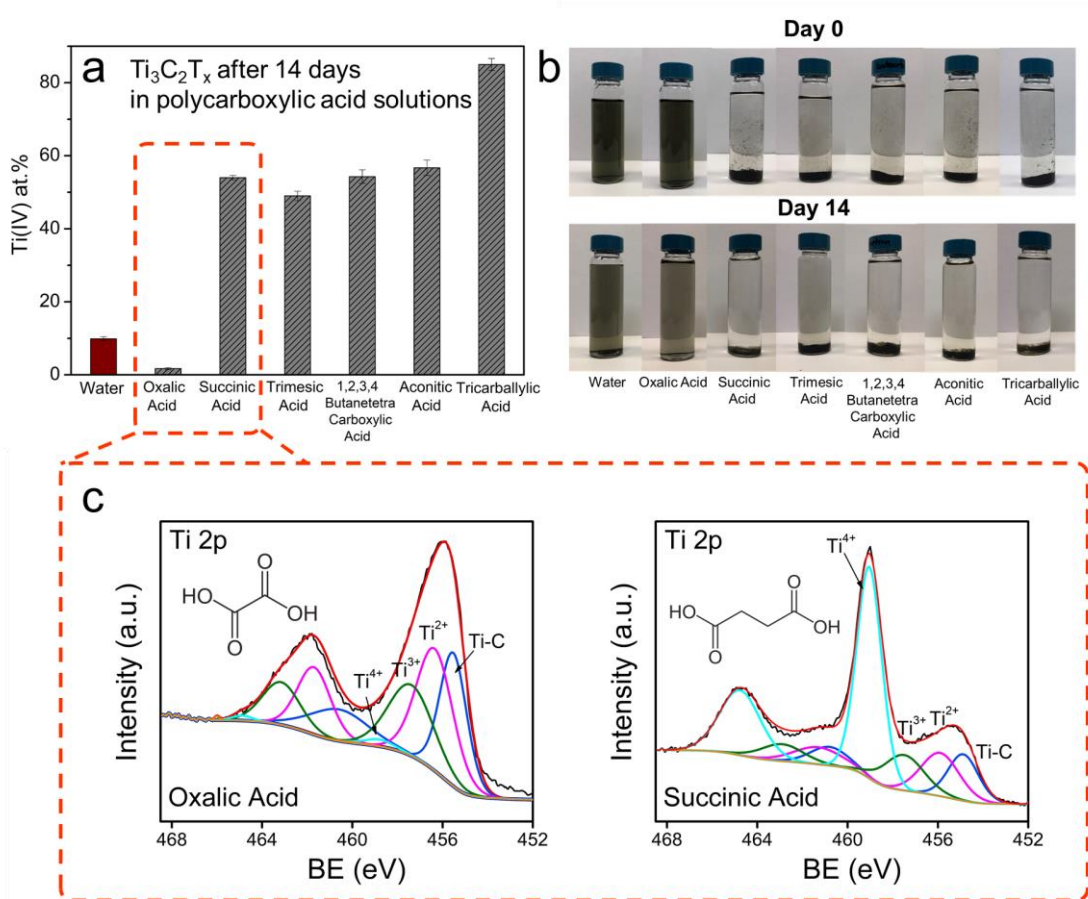 a
Ti₃C₂Tₓ after 14 days
in polycarboxylic acid solutions
Ti(IV) at.%
80
60
40
20
0
Water
Oxalic
Acid
Succinic
Acid
Trimesic
Acid
1,2,3,4
Butanetetra
Carboxylic
Acid
Aconitic
Acid
Tricarballylic
Acid
b
Day 0
Day 14
Water
Oxalic Acid
Succinic
Acid
Trimesic
Acid
1,2,3,4
Butanetetra
Carboxylic
Acid
Aconitic
Acid
Tricarballylic
Acid
c
Ti 2p
O
HO
OH
O
Ti⁴⁺
Ti³⁺
Ti²⁺
Ti-C
Oxalic Acid
Intensity (a.u.)
468
464
460
456
452
BE (eV)
Ti 2p
Ti⁴⁺
O
HO
OH
O
Ti³⁺
Ti²⁺
Ti-C
Succinic Acid
Intensity (a.u.)
468
464
460
456
452
BE (eV)